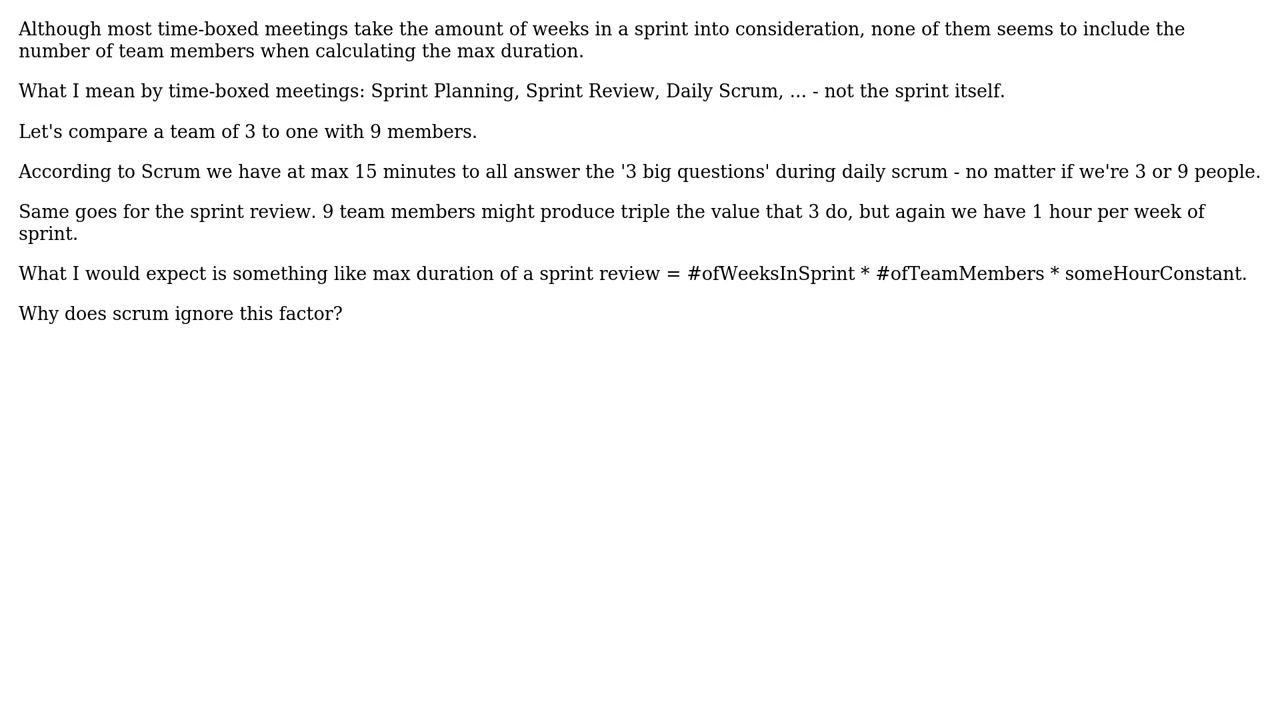 Although most time-boxed meetings take the amount of weeks in a sprint into consideration, none of them seems to include the
number of team members when calculating the max duration.
What I mean by time-boxed meetings: Sprint Planning, Sprint Review, Daily Scrum, ... - not the sprint itself.
Let's compare a team of 3 to one with 9 members.
According to Scrum we have at max 15 minutes to all answer the '3 big questions' during daily scrum - no matter if we're 3 or 9 people.
Same goes for the sprint review. 9 team members might produce triple the value that 3 do, but again we have 1 hour per week of
sprint.
What I would expect is something like max duration of a sprint review = #ofWeeksInSprint * #ofTeamMembers * someHourConstant.
Why does scrum ignore this factor?